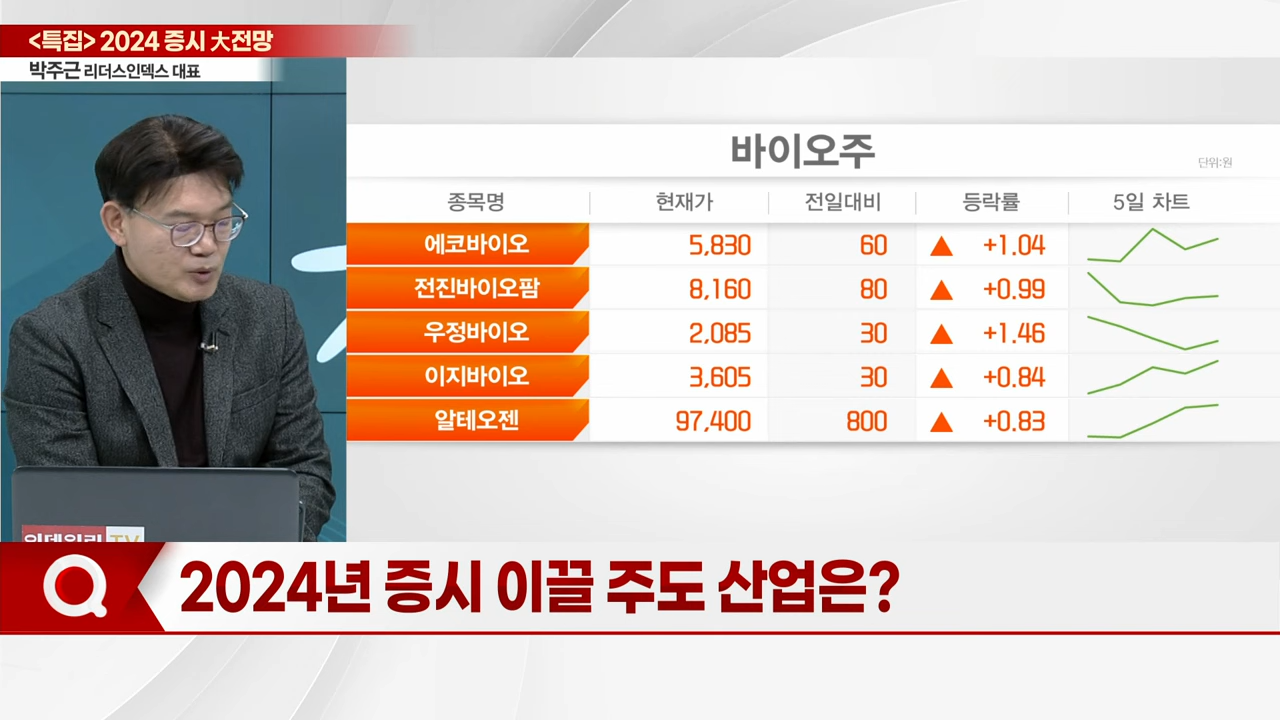 <특집> 2024 증시 大전망
박주근 리더스인덱스 대표
바이오주
단위:원
종목명 현재가 전일대비 등락률 5일 차트
에코바이오 5,830 60 ▲ +1.04
전진바이오팜 8,160 80 ▲ +0.99
우정바이오 2,085 30 ▲ +1.46
이지바이오 3,605 30 ▲ +0.84
알테오젠 97,400 800 ▲ +0.83
이데일리 TV
2024년 증시 이끌 주도 산업은?